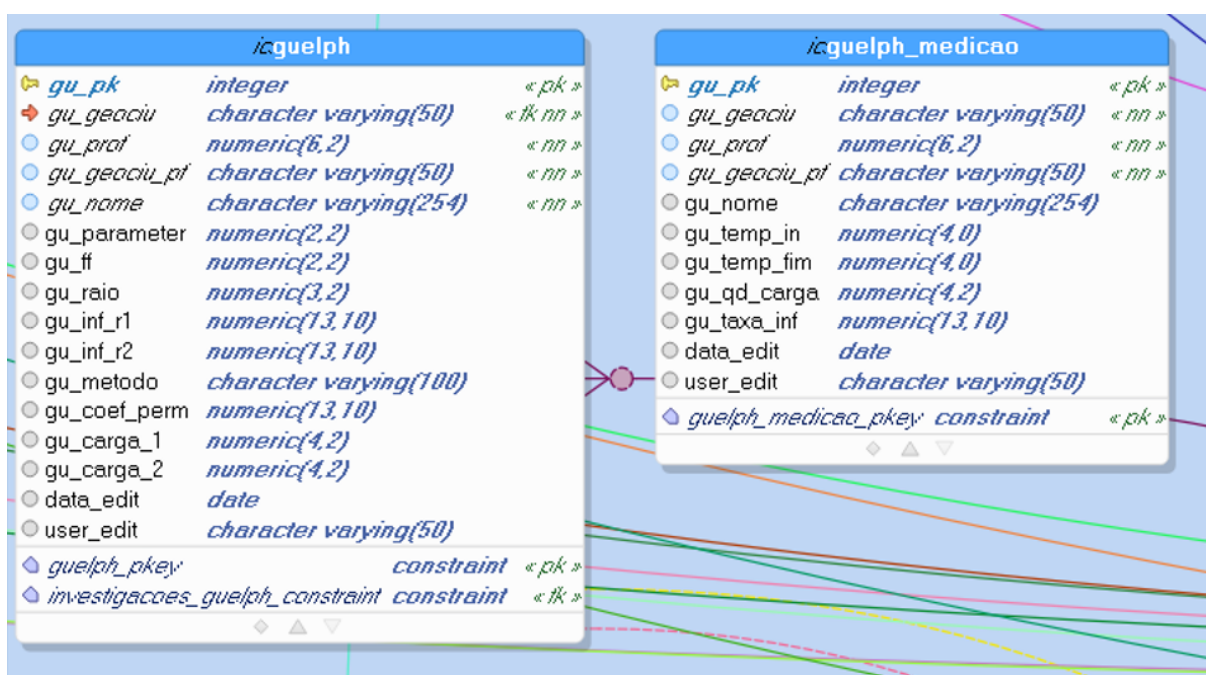 ic.guelph
gu_pk integer « pk »
gu_geociu character varying(50) « fk nn »
gu_prof numeric(6,2) « nn »
gu_geociu_pf character varying(50) « nn »
gu_nome character varying(254) « nn »
gu_parameter numeric(2,2)
gu_ff numeric(2,2)
gu_raio numeric(3,2)
gu_inf_r1 numeric(13,10)
gu_inf_r2 numeric(13,10)
gu_metodo character varying(100)
gu_coef_perm numeric(13,10)
gu_carga_1 numeric(4,2)
gu_carga_2 numeric(4,2)
data_edit date
user_edit character varying(50)
guelph_pkey constraint « pk »
investigacoes_guelph_constraint constraint « fk »
ic.guelph_medicao
gu_pk integer « pk »
gu_geociu character varying(50) « nn »
gu_prof numeric(6,2) « nn »
gu_geociu_pf character varying(50) « nn »
gu_nome character varying(254)
gu_temp_in numeric(4,0)
gu_temp_fim numeric(4,0)
gu_qd_carga numeric(4,2)
gu_taxa_inf numeric(13,10)
data_edit date
user_edit character varying(50)
guelph_medicao_pkey constraint « pk »